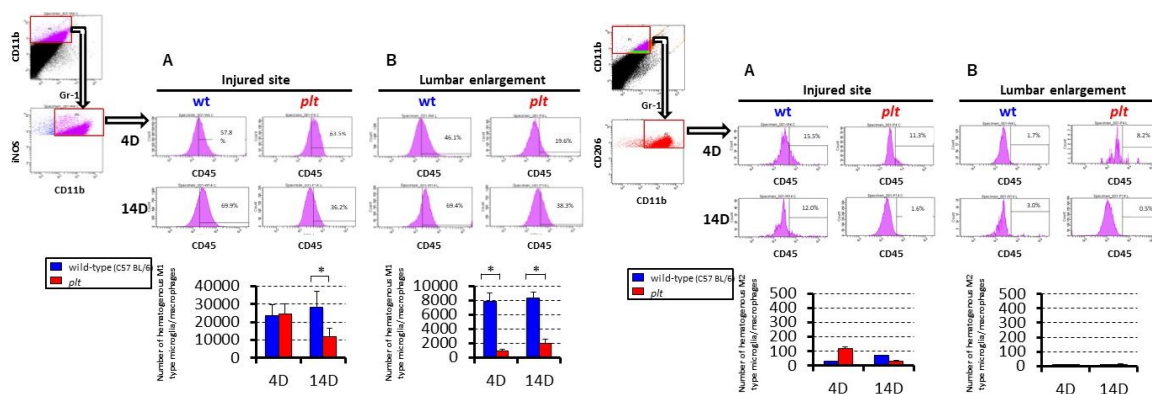 CD11b
Gr-1
iNOS
CD11b
A
Injured site
wt
plt
4D
57.8
%
63.5%
CD45
CD45
14D
69.9%
36.2%
CD45
CD45
B
Lumbar enlargement
wt
plt
46.1%
19.6%
CD45
CD45
69.4%
38.3%
CD45
CD45
wild-type (C57 BL/6)
plt
Number of hematogenous M1
type microglia/macrophages
40000
30000
20000
10000
0
*
4D
14D
10000
8000
6000
4000
2000
0
*
*
4D
14D
CD11b
Gr-1
CD206
CD11b
A
Injured site
wt
plt
4D
15.5%
11.3%
CD45
CD45
14D
12.0%
1.6%
CD45
CD45
B
Lumbar enlargement
wt
plt
1.7%
8.2%
CD45
CD45
3.0%
0.5%
CD45
CD45
wild-type (C57 BL/6)
plt
Number of hematogenous M2
type microglia/macrophages
500
400
300
200
100
0
4D
14D
Number of hematogenous M2
type microglia/macrophages
500
400
300
200
100
0
4D
14D